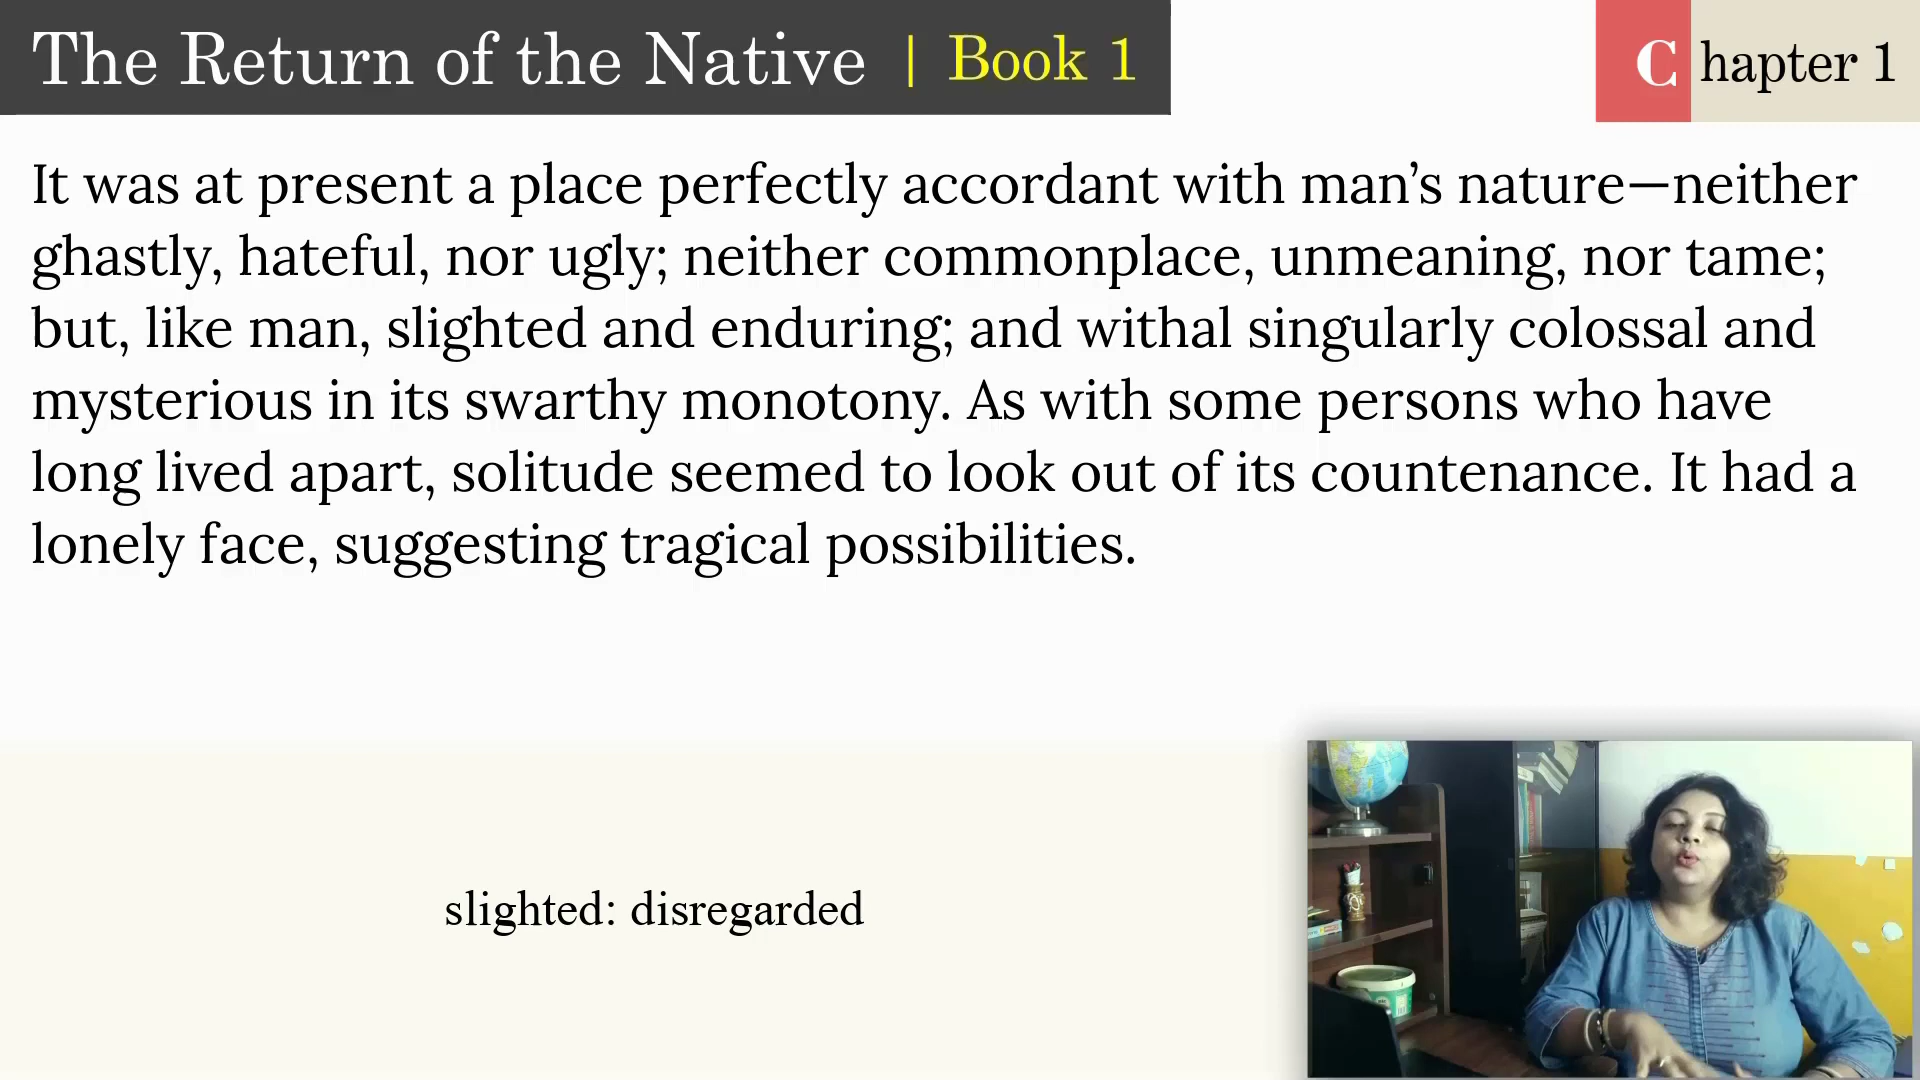 The Return of the Native | Book 1
Chapter 1
It was at present a place perfectly accordant with man’s nature—neither
ghastly, hateful, nor ugly; neither commonplace, unmeaning, nor tame;
but, like man, slighted and enduring; and withal singularly colossal and
mysterious in its swarthy monotony. As with some persons who have
long lived apart, solitude seemed to look out of its countenance. It had a
lonely face, suggesting tragical possibilities.
slighted: disregarded